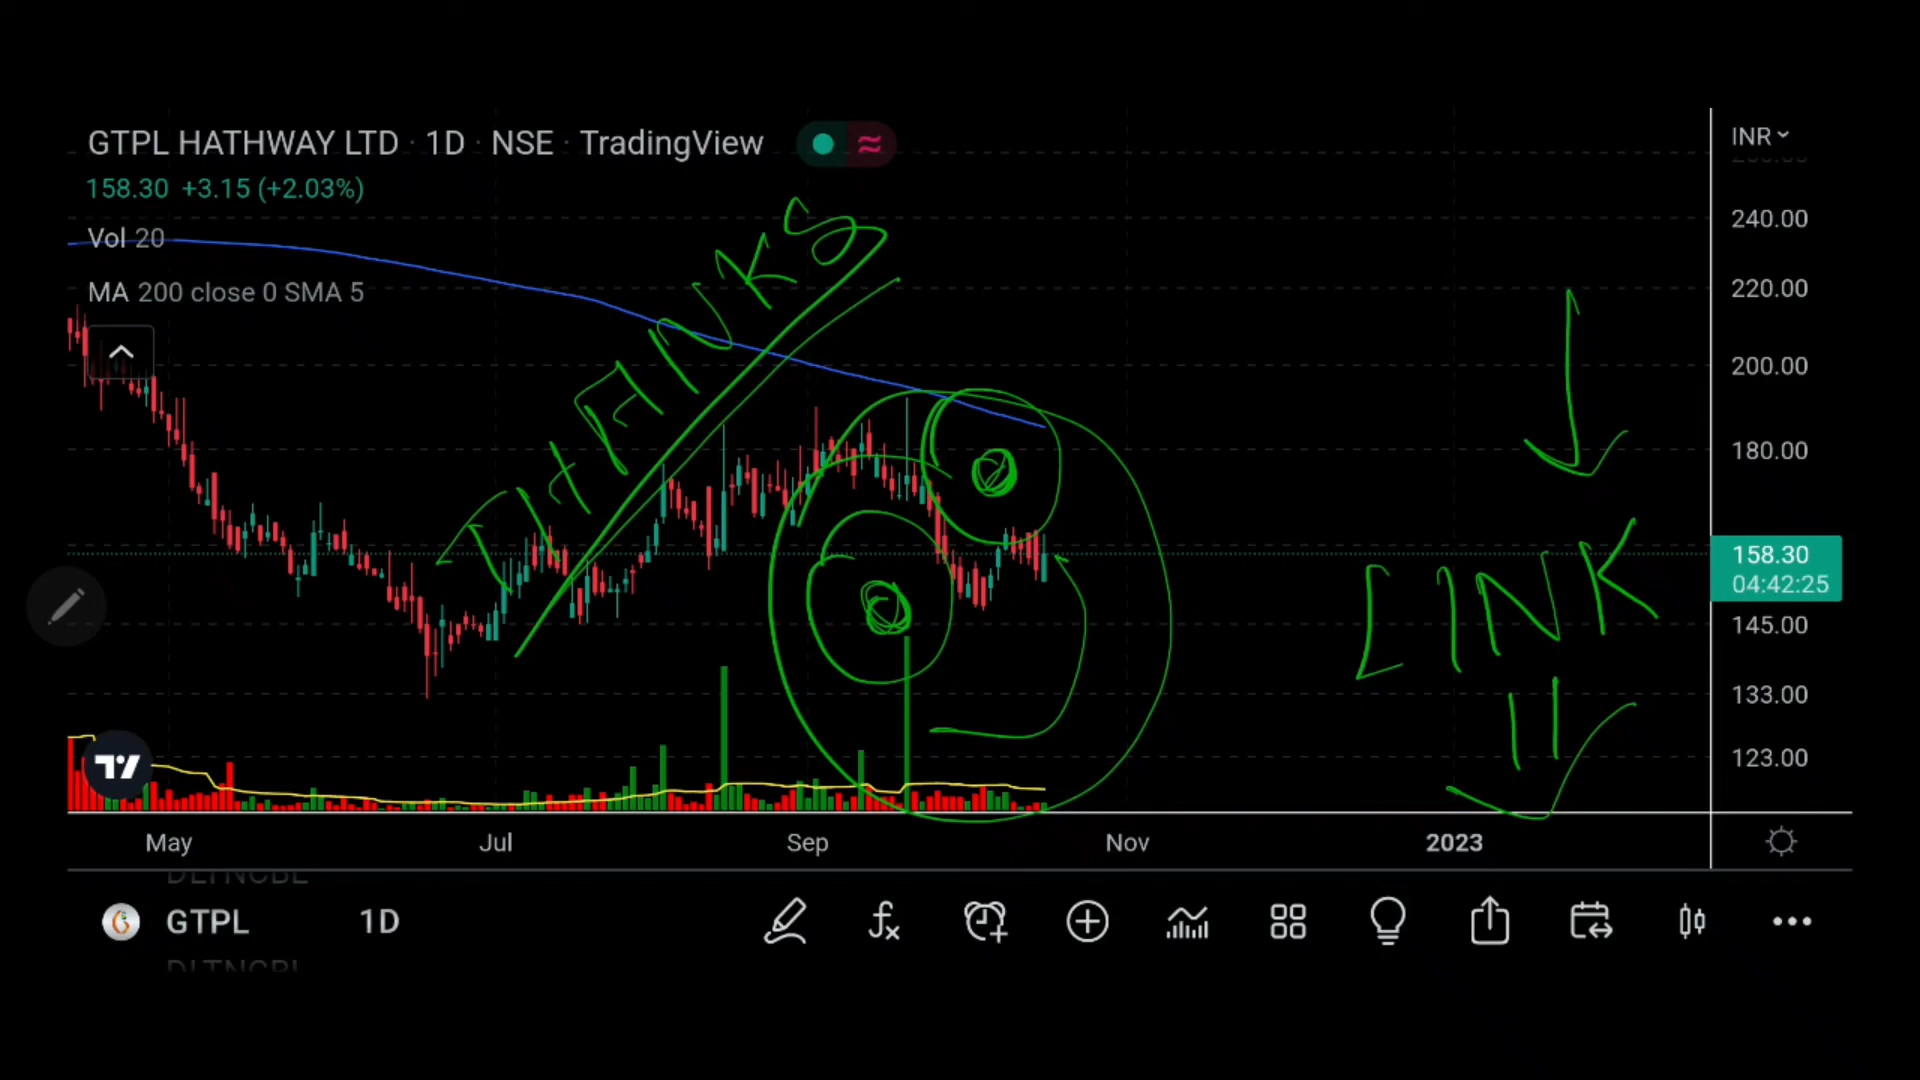 GTPL HATHAWAY LTD · 1D · NSE · TradingView
INR
158.30 +3.15 (+2.03%)
240.00
Vol 20
MA 200 close 0 SMA 5
220.00
THANKS
200.00
180.00
158.30
04:42:25
LINK
145.00
133.00
123.00
May Jul Sep Nov 2023
GTPL 1D